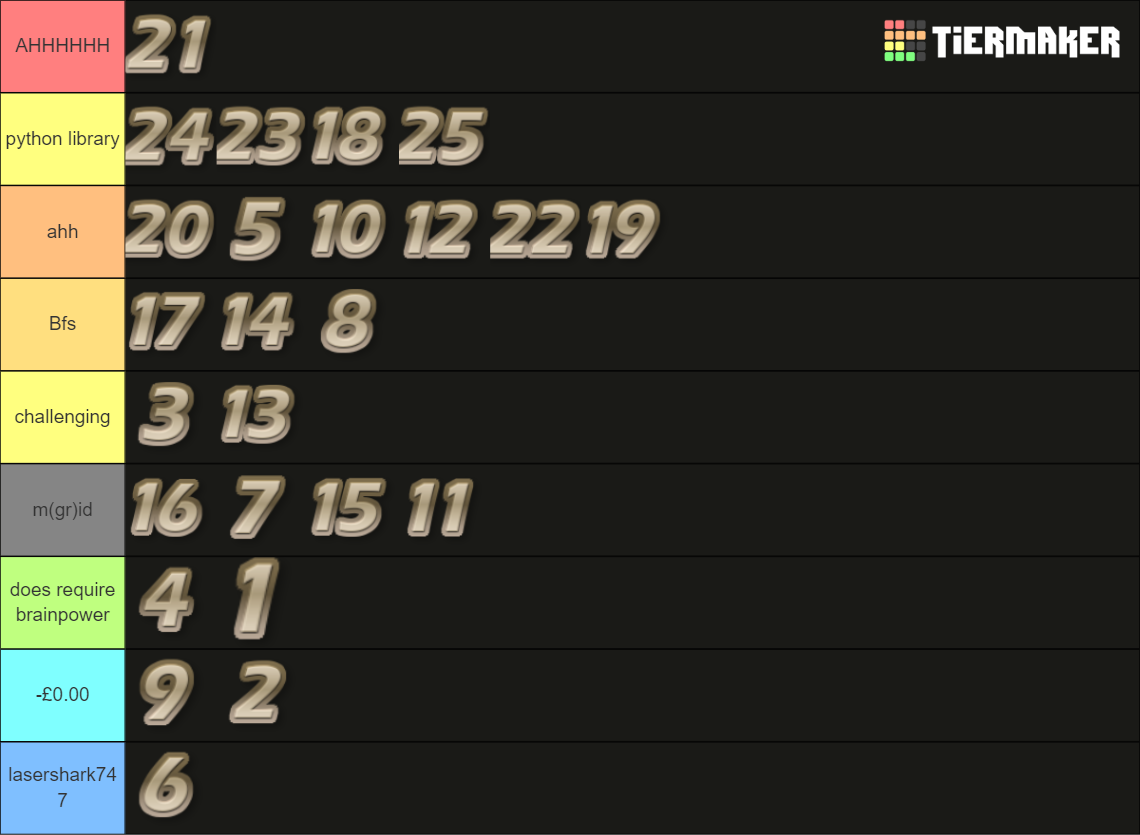 AHHHHHH
21
TiERMAKER
python library
24 23 18 25
ahh
20 5 10 12 22 19
Bfs
17 14 8
challenging
3 13
m(gr)id
16 7 15 11
does require
brainpower
4 1
-£0.00
9 2
lasershark74
7
6